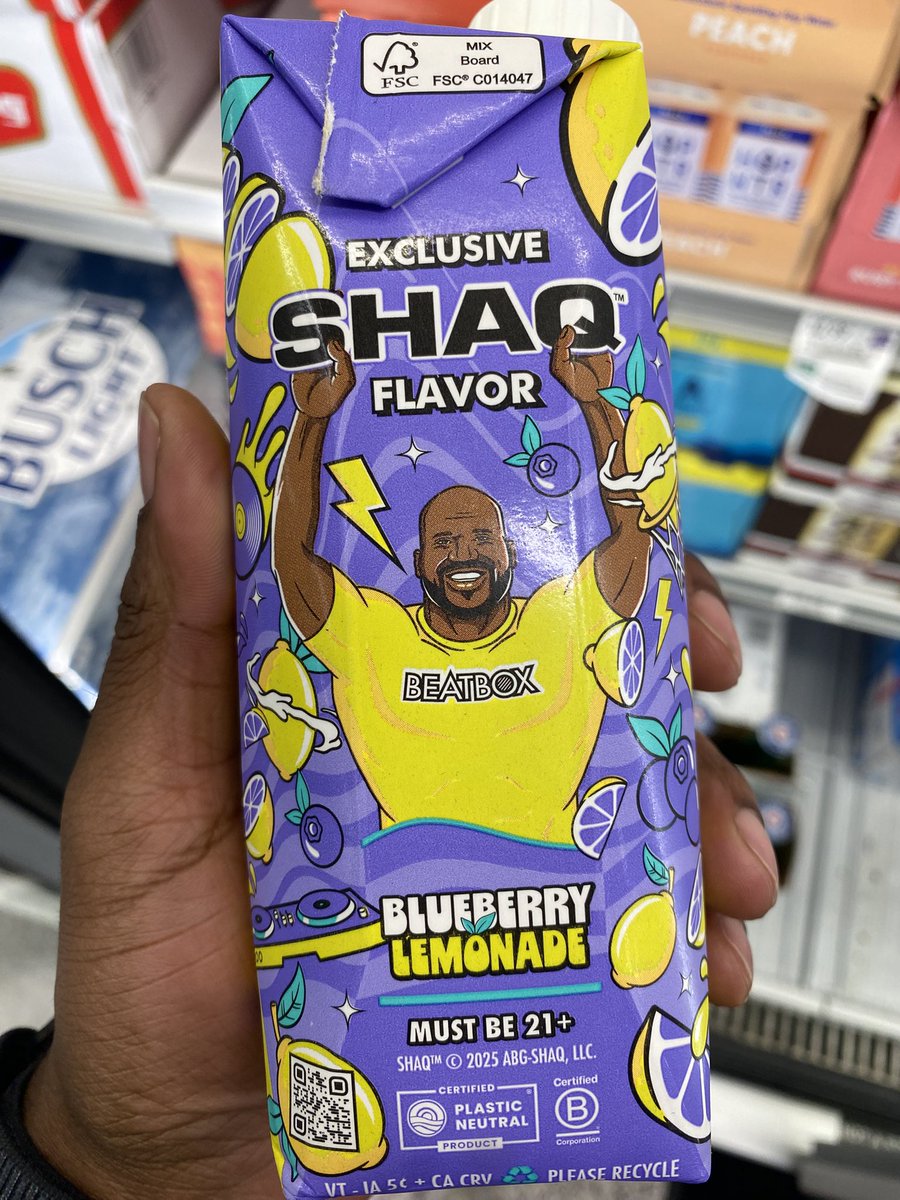 MIX
Board
FSC
FSC® C014047
EXCLUSIVE
SHAQ™
FLAVOR
BEATBOX
BLUEBERRY
LEMONADE
MUST BE 21+
SHAQ™ © 2025 ABG-SHAQ, LLC.
CERTIFIED
PLASTIC
NEUTRAL
PRODUCT
Certified
B
Corporation
VT - IA 5¢ + CA CRV PLEASE RECYCLE
BUSCH
LIGHT
PEACH